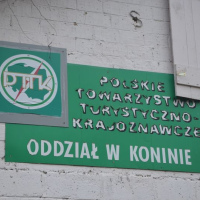 PTTK
POLSKIE
TOWARZYSTWO
TURYSTYCZNO-
KRAJOZNAWCZE
ODDZIAŁ W KONINIE